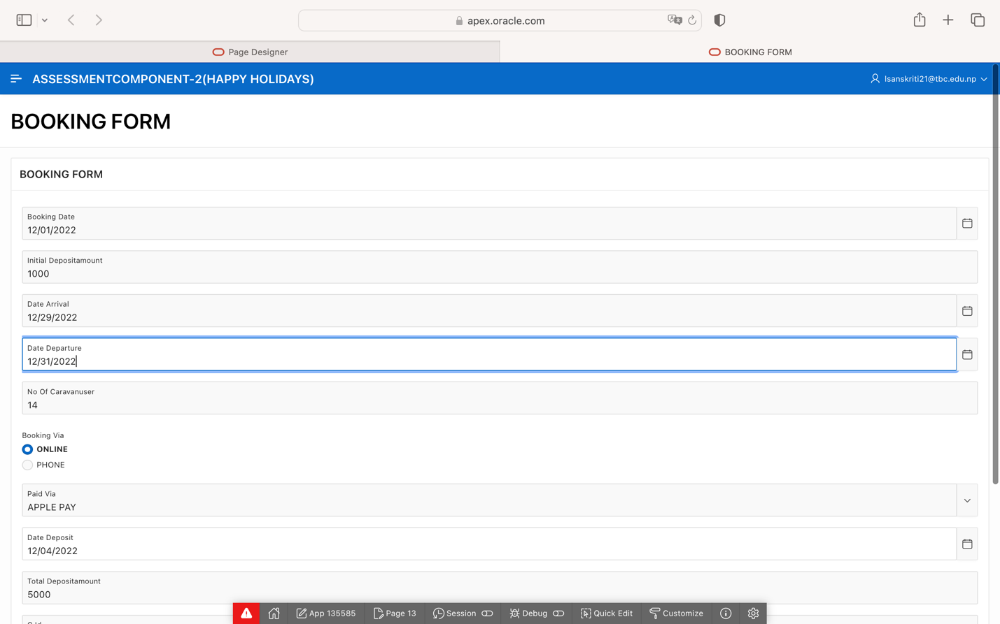 apex.oracle.com
Page Designer
BOOKING FORM
ASSESSMENTCOMPONENT-2(HAPPY HOLIDAYS)
lsanskriti21@tbc.edu.np
BOOKING FORM
BOOKING FORM
Booking Date
12/01/2022
Initial Depositamount
1000
Date Arrival
12/29/2022
Date Departure
12/31/2022
No Of Caravanuser
14
Booking Via
ONLINE
PHONE
Paid Via
APPLE PAY
Date Deposit
12/04/2022
Total Depositamount
5000
App 135585
Page 13
Session
Debug
Quick Edit
Customize